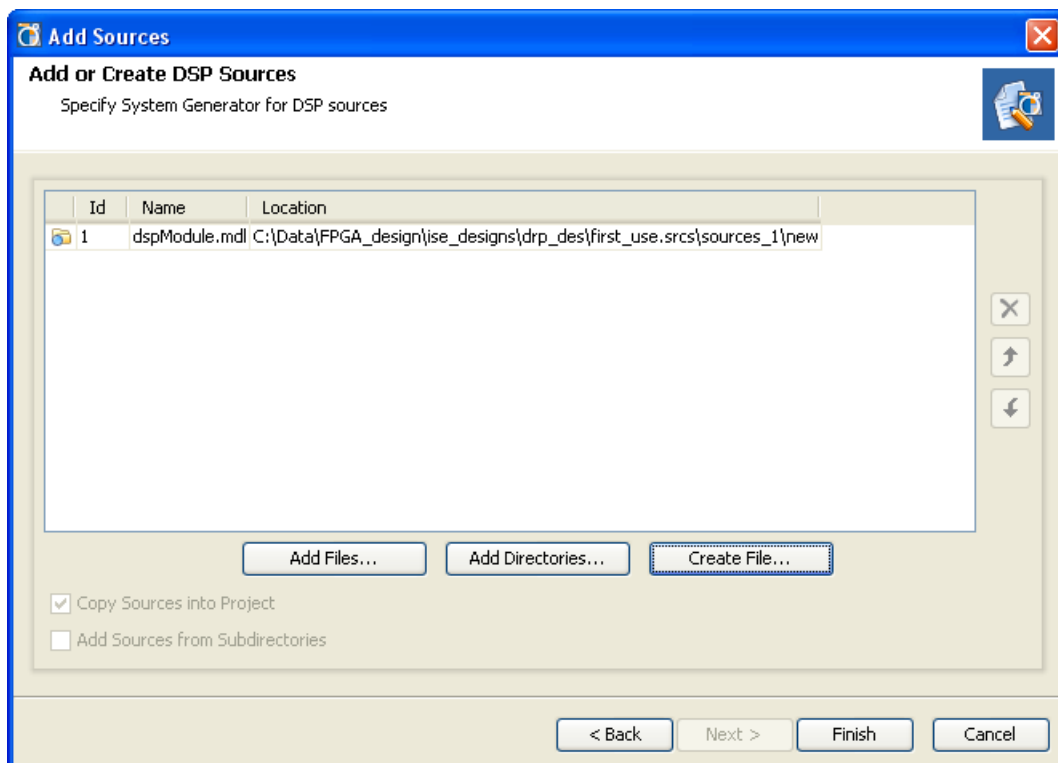 Add Sources
Add or Create DSP Sources
Specify System Generator for DSP sources
Id Name Location
1 dspModule.mdl C:\Data\FPGA_design\ise_designs\drp_des\first_use.srcs\sources_1\new
Add Files... Add Directories... Create File...
Copy Sources into Project
Add Sources from Subdirectories
< Back Next > Finish Cancel